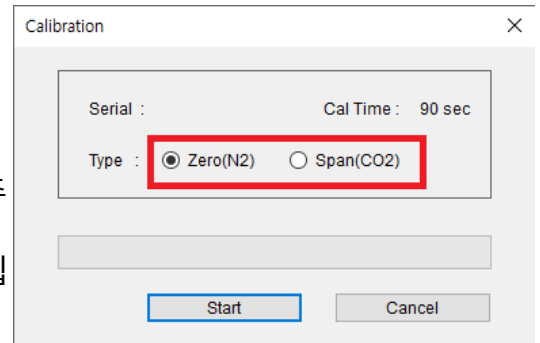 Calibration
Serial : Cal Time : 90 sec
Type : Zero(N2) Span(CO2)
Start Cancel